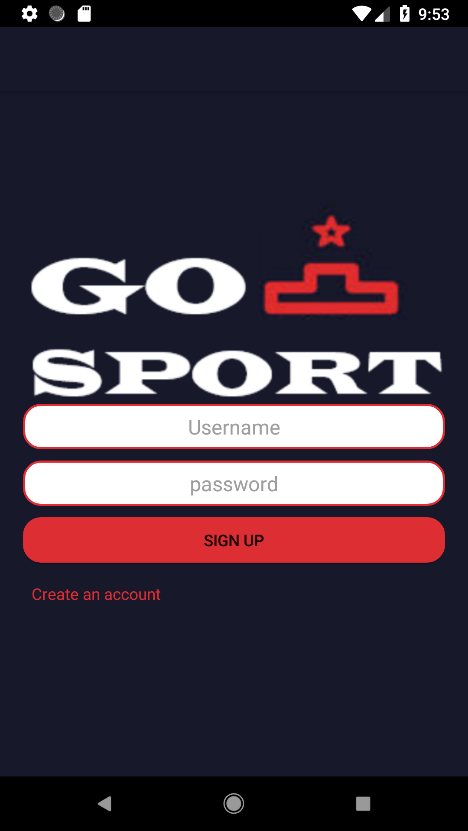 9:53
GO
SPORT
Username
password
SIGN UP
Create an account